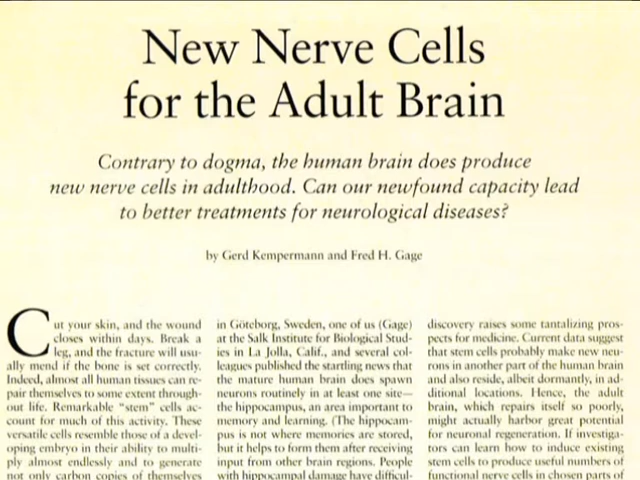 New Nerve Cells
for the Adult Brain
Contrary to dogma, the human brain does produce
new nerve cells in adulthood. Can our newfound capacity lead
to better treatments for neurological diseases?
by Gerd Kempermann and Fred H. Gage
Cut your skin, and the wound
closes within days. Break a
leg, and the fracture will usu-
ally mend if the bone is set correctly.
Indeed, almost all human tissues can re-
pair themselves to some extent through-
out life. Remarkable “stem” cells ac-
count for much of this activity. These
versatile cells resemble those of a devel-
oping embryo in their ability to multi-
ply almost endlessly and to generate
not only carbon copies of themselves
in Göteborg, Sweden, one of us (Gage)
at the Salk Institute for Biological Stud-
ies in La Jolla, Calif., and several col-
leagues published the startling news that
the mature human brain does spawn
neurons routinely in at least one site—
the hippocampus, an area important to
memory and learning. (The hippocam-
pus is not where memories are stored,
but it helps to form them after receiving
input from other brain regions. People
with hippocampal damage have difficul-
discovery raises some tantalizing pros-
pects for medicine. Current data suggest
that stem cells probably make new neu-
rons in another part of the human brain
and also reside, albeit dormantly, in ad-
ditional locations. Hence, the adult
brain, which repairs itself so poorly,
might actually harbor great potential
for neuronal regeneration. If investiga-
tors can learn how to induce existing
stem cells to produce useful numbers of
functional nerve cells in chosen parts of